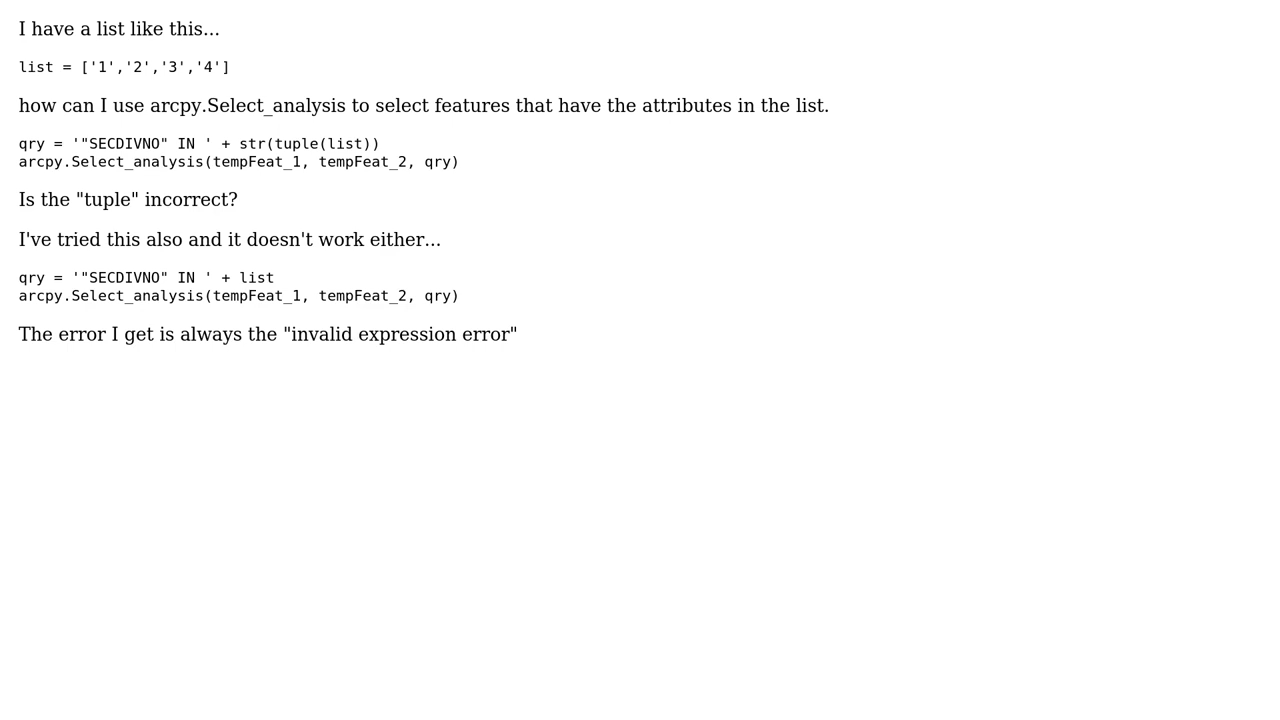 I have a list like this...
list = ['1','2','3','4']
how can I use arcpy.Select_analysis to select features that have the attributes in the list.
qry = '"SECDIVNO" IN ' + str(tuple(list))
arcpy.Select_analysis(tempFeat_1, tempFeat_2, qry)
Is the "tuple" incorrect?
I've tried this also and it doesn't work either...
qry = '"SECDIVNO" IN ' + list
arcpy.Select_analysis(tempFeat_1, tempFeat_2, qry)
The error I get is always the "invalid expression error"